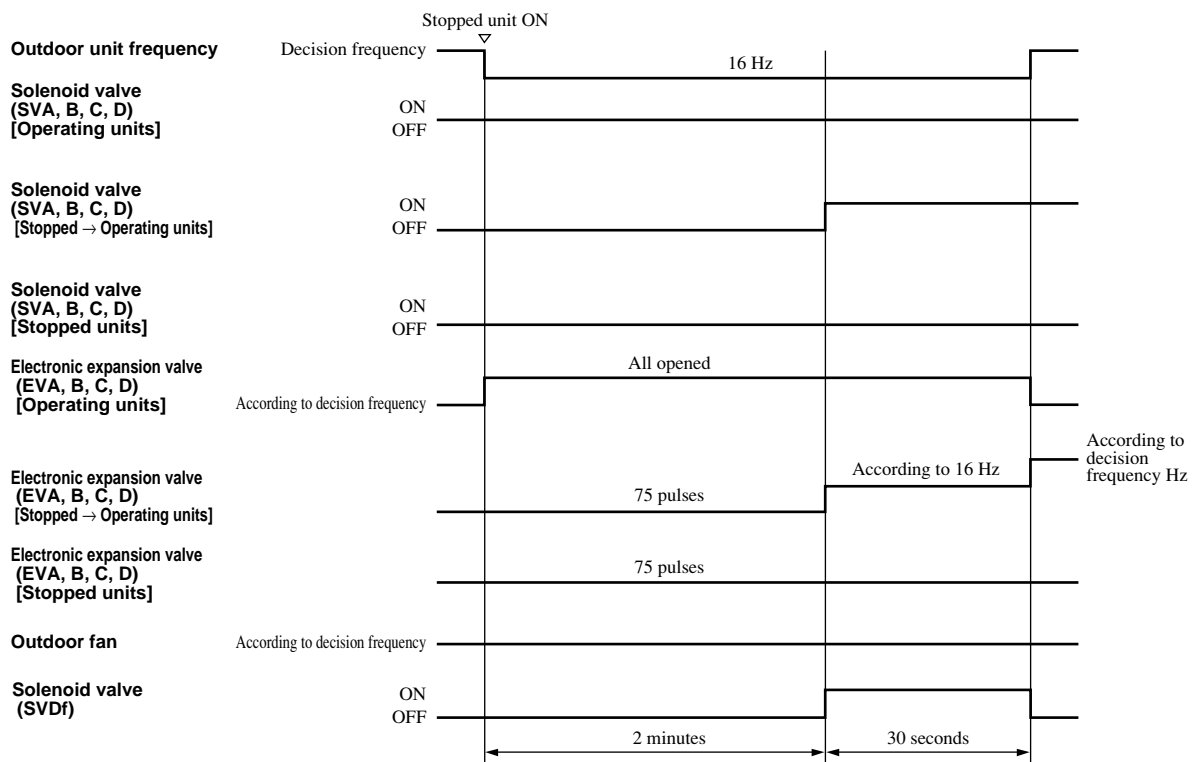 Stopped unit ON
Outdoor unit frequency
Decision frequency
16 Hz
Solenoid valve
(SVA, B, C, D)
[Operating units]
ON
OFF
Solenoid valve
(SVA, B, C, D)
[Stopped → Operating units]
ON
OFF
Solenoid valve
(SVA, B, C, D)
[Stopped units]
ON
OFF
Electronic expansion valve
(EVA, B, C, D)
[Operating units]
According to decision frequency
All opened
Electronic expansion valve
(EVA, B, C, D)
[Stopped → Operating units]
75 pulses
According to 16 Hz
According to
decision
frequency Hz
Electronic expansion valve
(EVA, B, C, D)
[Stopped units]
75 pulses
Outdoor fan
According to decision frequency
Solenoid valve
(SVDf)
ON
OFF
2 minutes
30 seconds